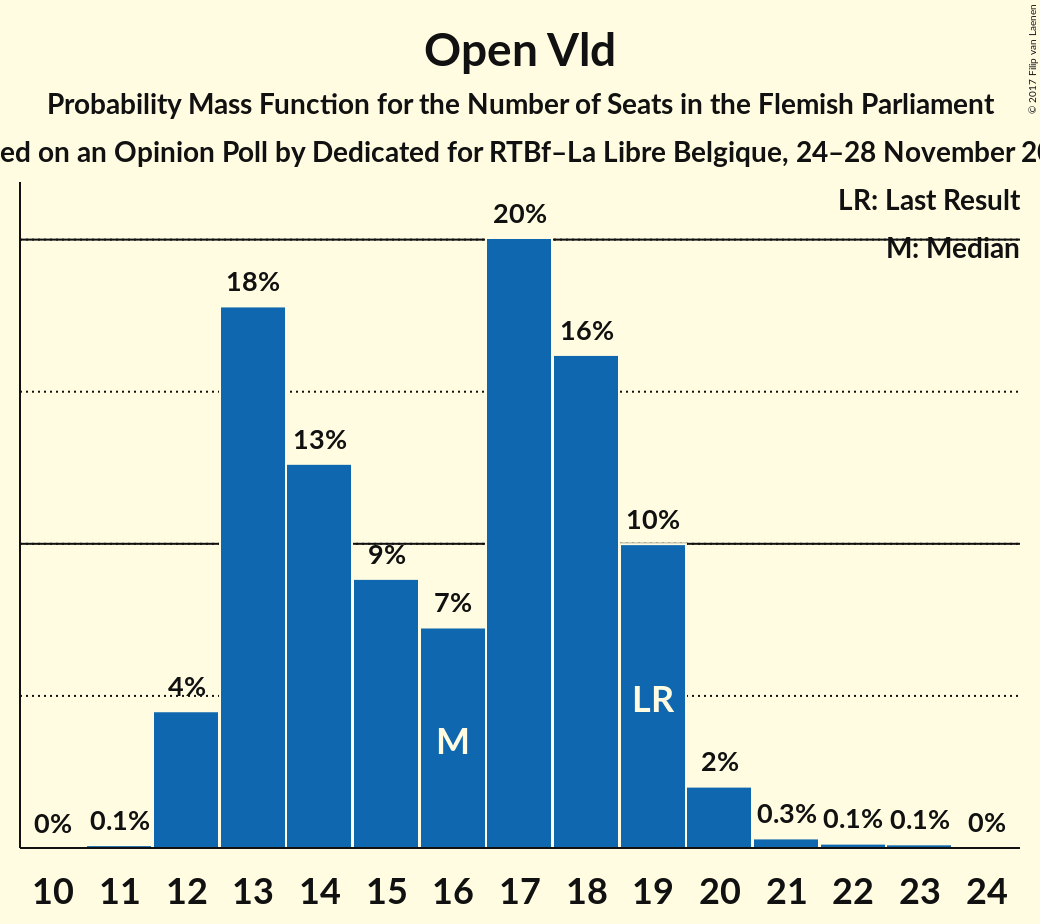 Open Vld
Probability Mass Function for the Number of Seats in the Flemish Parliament
ed on an Opinion Poll by Dedicated for RTBf–La Libre Belgique, 24–28 November 20
© 2017 Filip van Laenen
LR: Last Result
M: Median
0% 0.1% 4% 18% 13% 9% 7% 20% 16% 10% 2% 0.3% 0.1% 0.1% 0%
M LR
10 11 12 13 14 15 16 17 18 19 20 21 22 23 24